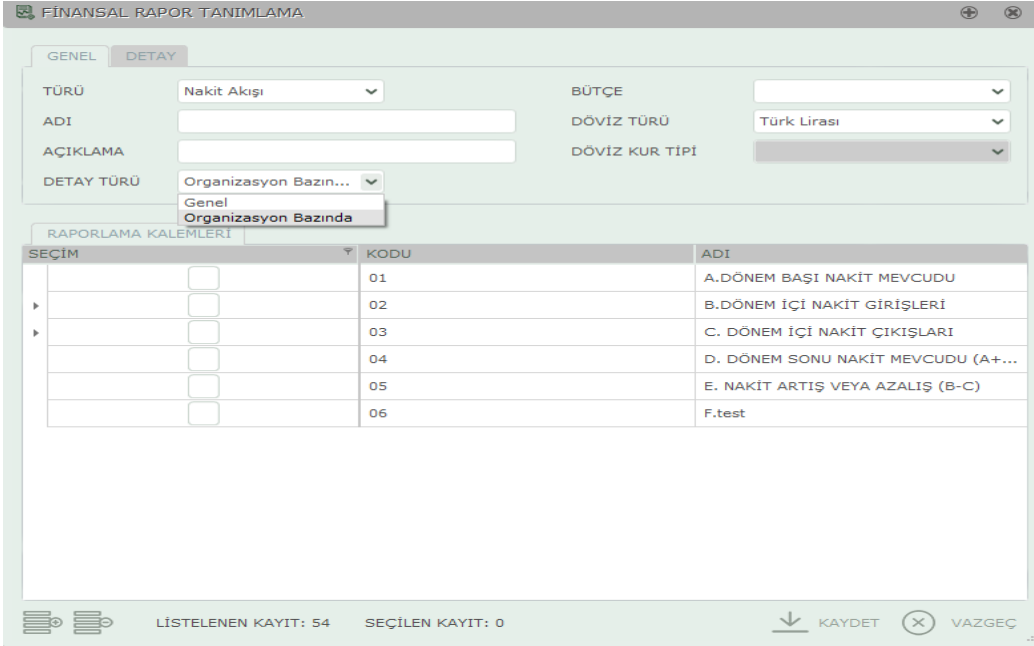 FİNANSAL RAPOR TANIMLAMA
GENEL DETAY
TÜRÜ Nakit Akışı BÜTÇE
ADI DÖVİZ TÜRÜ Türk Lirası
AÇIKLAMA DÖVİZ KUR TİPİ
DETAY TÜRÜ Organizasyon Bazın...
Genel
Organizasyon Bazında
RAPORLAMA KALEMLERİ
SEÇİM KODU ADI
01 A.DÖNEM BAŞI NAKİT MEVCUDU
02 B.DÖNEM İÇİ NAKİT GİRİŞLERİ
03 C. DÖNEM İÇİ NAKİT ÇIKIŞLARI
04 D. DÖNEM SONU NAKİT MEVCUDU (A+...
05 E. NAKİT ARTIŞ VEYA AZALIŞ (B-C)
06 F.test
LİSTELENEN KAYIT: 54 SEÇİLEN KAYIT: 0 KAYDET VAZGEÇ